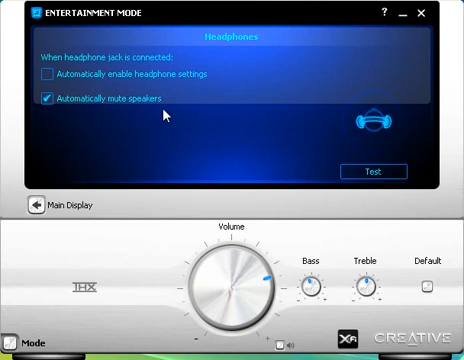 ENTERTAINMENT MODE
? _ X
Headphones
When headphone jack is connected:
Automatically enable headphone settings
Automatically mute speakers
Test
Main Display
Volume
Bass
Treble
Default
THX
- +
Mode
X-Fi
CREATIVE